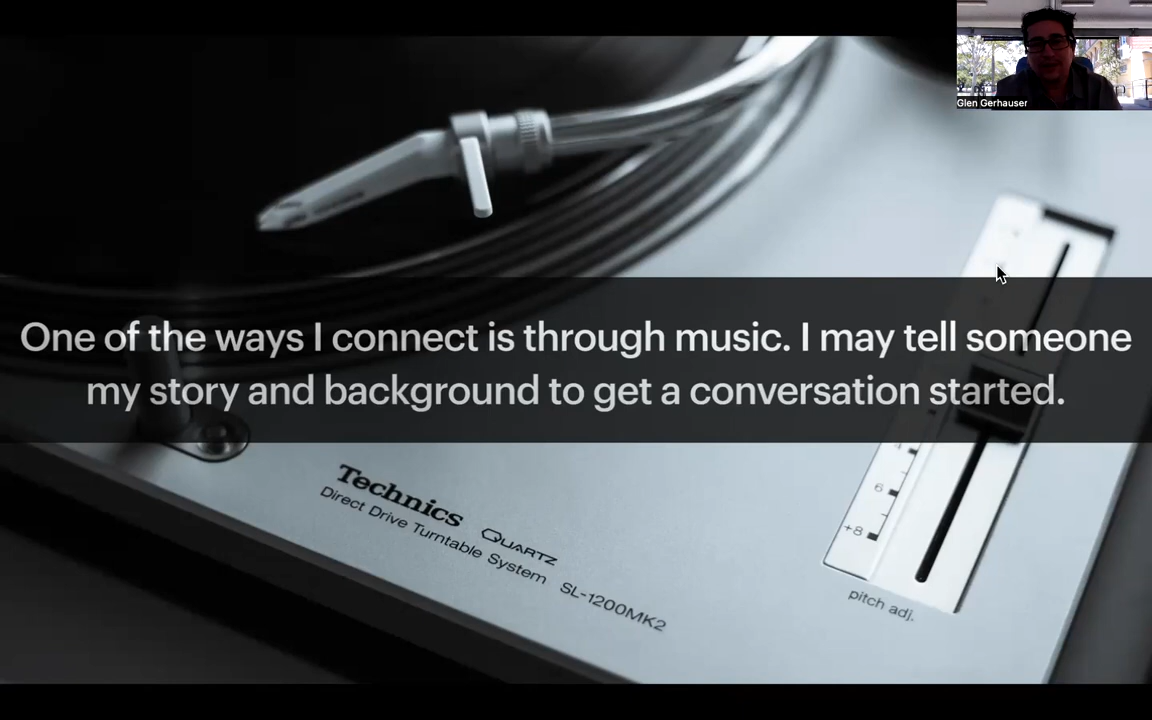 Glen Gerhauser
One of the ways I connect is through music. I may tell someone
my story and background to get a conversation started.
Technics QUARTZ
Direct Drive Turntable System SL-1200MK2
6
+8
pitch adj.